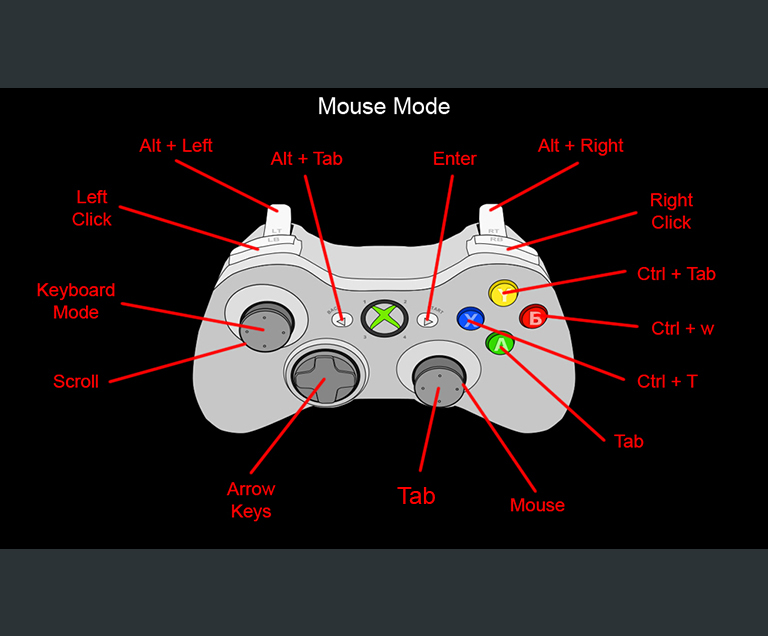 Mouse Mode
Alt + Left
Alt + Tab
Enter
Alt + Right
Left
Click
Right
Click
LT
LB
RT
RB
Ctrl + Tab
Keyboard
Mode
Y
Б
X
Ctrl + w
Scroll
Ctrl + T
Tab
Arrow
Keys
Tab
Mouse